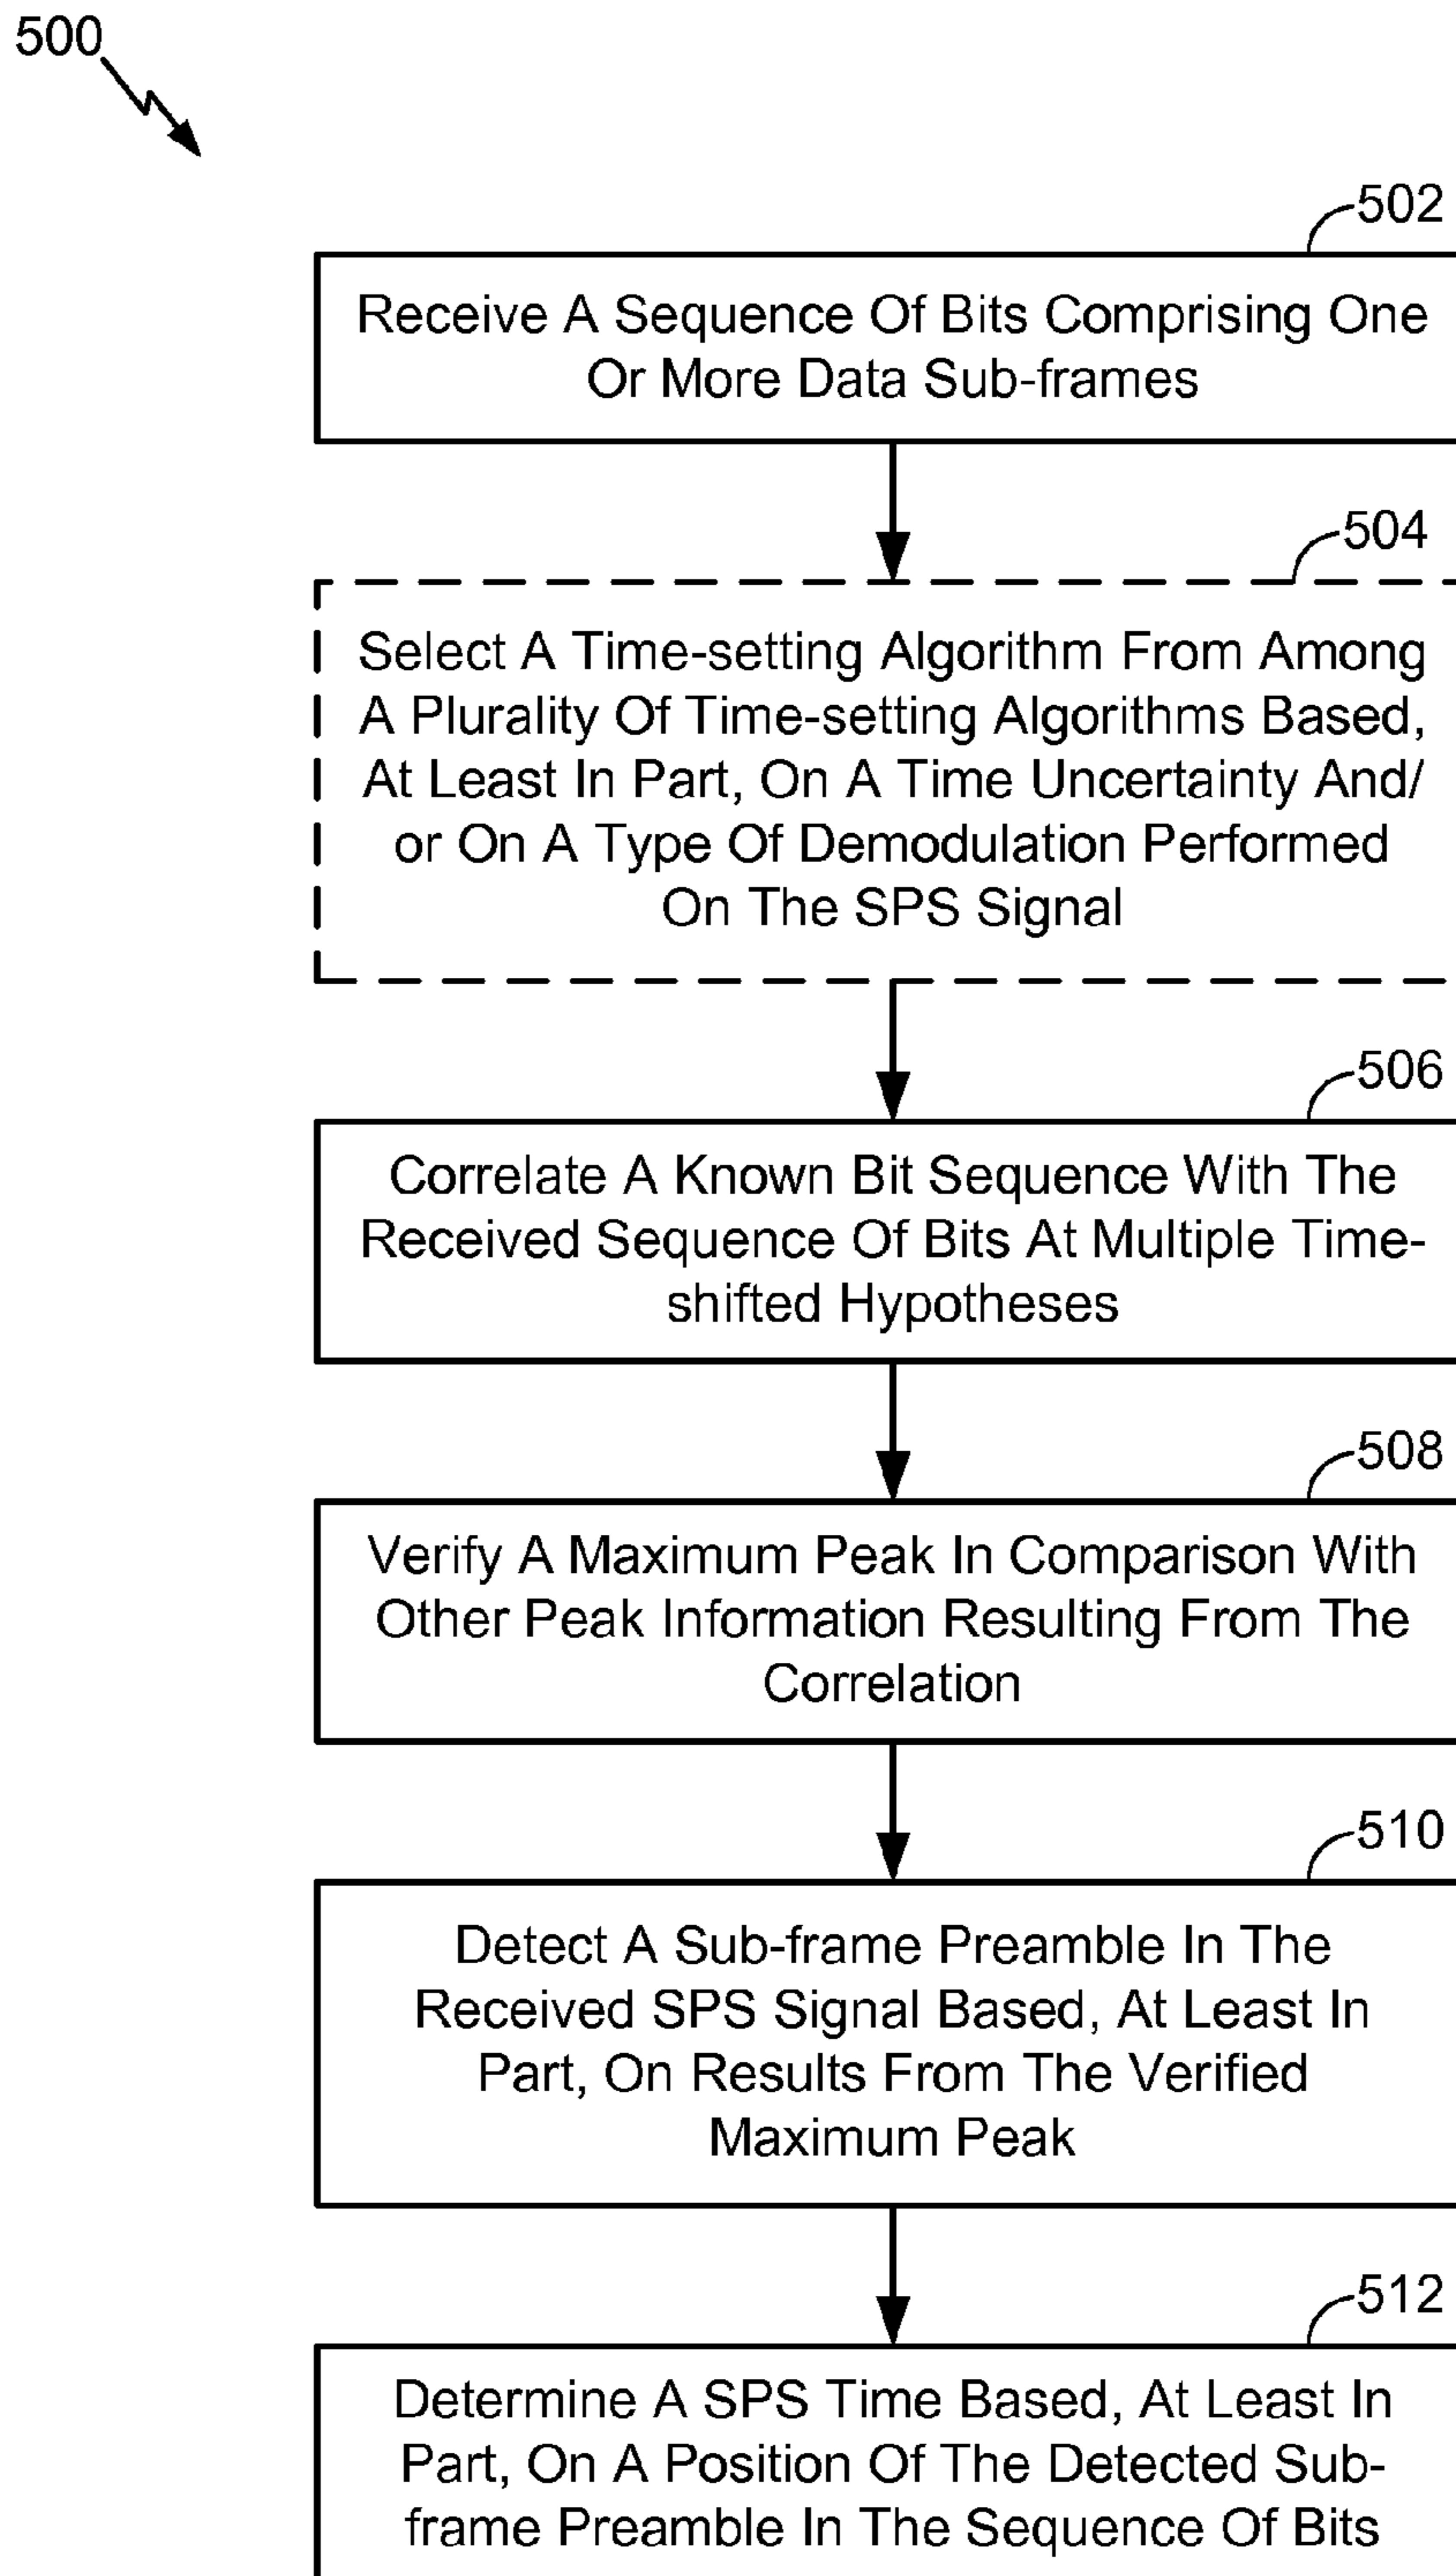 500
502
Receive A Sequence Of Bits Comprising One
Or More Data Sub-frames
504
Select A Time-setting Algorithm From Among
A Plurality Of Time-setting Algorithms Based,
At Least In Part, On A Time Uncertainty And/
or On A Type Of Demodulation Performed
On The SPS Signal
506
Correlate A Known Bit Sequence With The
Received Sequence Of Bits At Multiple Time-
shifted Hypotheses
508
Verify A Maximum Peak In Comparison With
Other Peak Information Resulting From The
Correlation
510
Detect A Sub-frame Preamble In The
Received SPS Signal Based, At Least In
Part, On Results From The Verified
Maximum Peak
512
Determine A SPS Time Based, At Least In
Part, On A Position Of The Detected Sub-
frame Preamble In The Sequence Of Bits